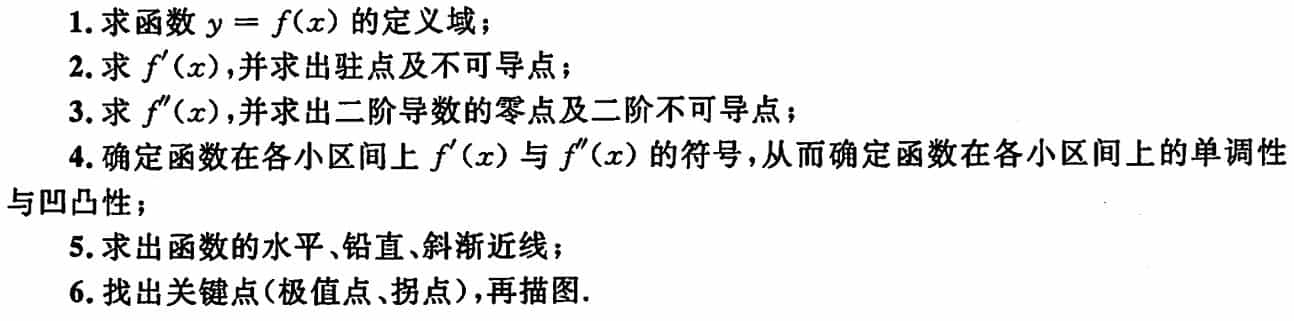 1. 求函数 y = f(x) 的定义域;
2. 求 f′(x),并求出驻点及不可导点;
3. 求 f″(x),并求出二阶导数的零点及二阶不可导点;
4. 确定函数在各小区间上 f′(x) 与 f″(x) 的符号,从而确定函数在各小区间上的单调性
与凹凸性;
5. 求出函数的水平、铅直、斜渐近线;
6. 找出关键点(极值点、拐点),再描图.